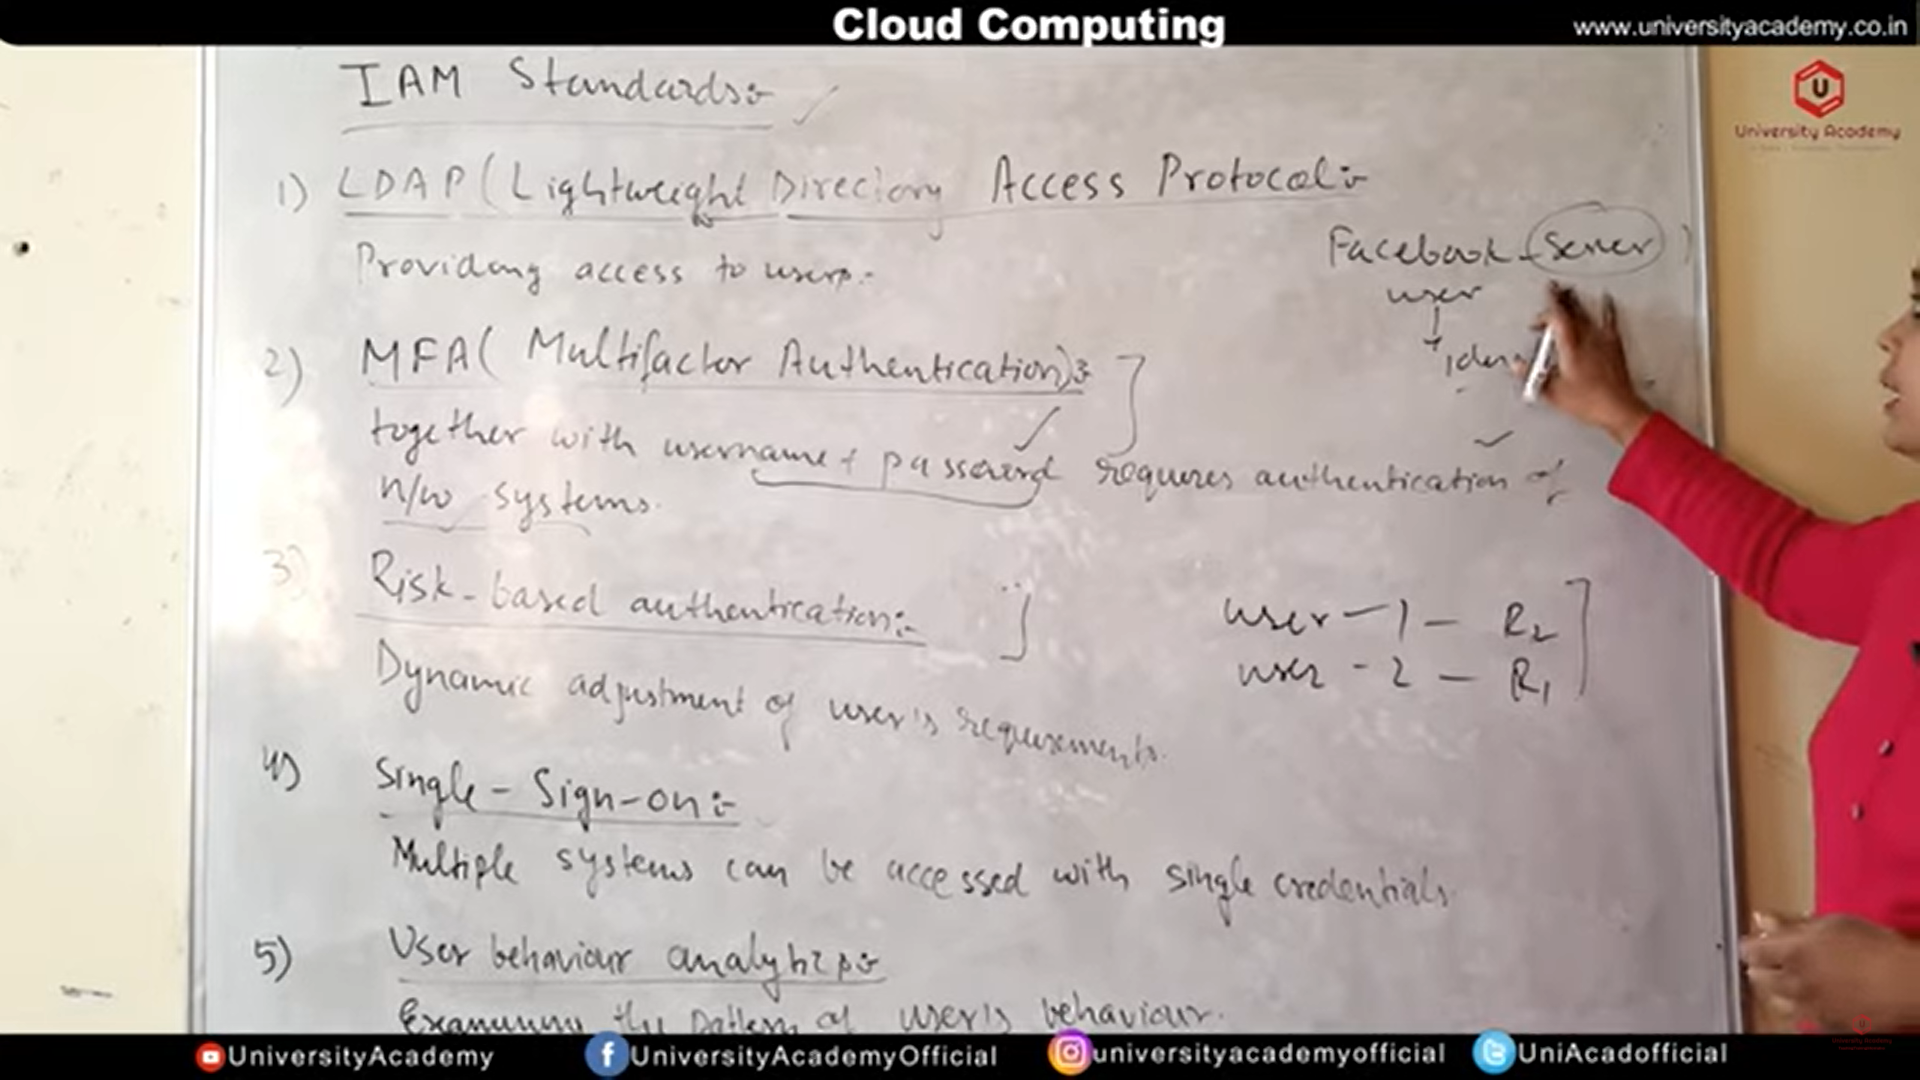 Cloud Computing
www.universityacademy.co.in
U
University Academy
IAM Standards:-
1) LDAP (Lightweight Directory Access Protocol:-
Providing access to users:-
Facebook - Server
user
iden
2) MFA( Multifactor Authentication):
together with username + password requires authentication of
n/w systems.
3) Risk-based authentication:-
Dynamic adjustment of user's requirements.
user - 1 - R2
user - 2 - R1
4) Single - Sign-on:-
Multiple systems can be accessed with single credentials
5) User behaviour analytics:-
Examining the pattern of user's behaviour.
UniversityAcademy
UniversityAcademyOfficial
universityacademyofficial
UniAcadofficial